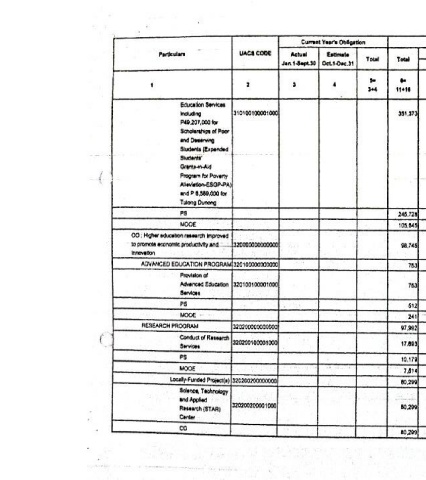 Current Year's Obligation
Particulars UACS CODE Actual Jan.1-Sept.30 Estimate Oct.1-Dec.31 Total Total
1 2 3 4 5= 3+4 6= 11+16
Education Services
including 310100100001000 351,373
P49,207,000 for
Scholarships of Poor
and Deserving
Students (Expanded
Students'
Grants-in-Aid
Program for Poverty
Alleviation-ESGP-PA)
and P 8,589,000 for
Tulong Dunong
PS 245,728
MOOE 105,645
OO : Higher education research improved
to promote economic productivity and 320000000000000 98,745
innovation
ADVANCED EDUCATION PROGRAM 320100000000000 753
Provision of
Advanced Education 320100100001000 753
Services
PS 512
MOOE 241
RESEARCH PROGRAM 320200000000000 97,992
Conduct of Research 320200100001000 17,693
Services
PS 10,179
MOOE 7,514
Locally-Funded Project(s) 320200200000000 80,299
Science, Technology
and Applied 320200200001000 80,299
Research (STAR)
Center
CO 80,299